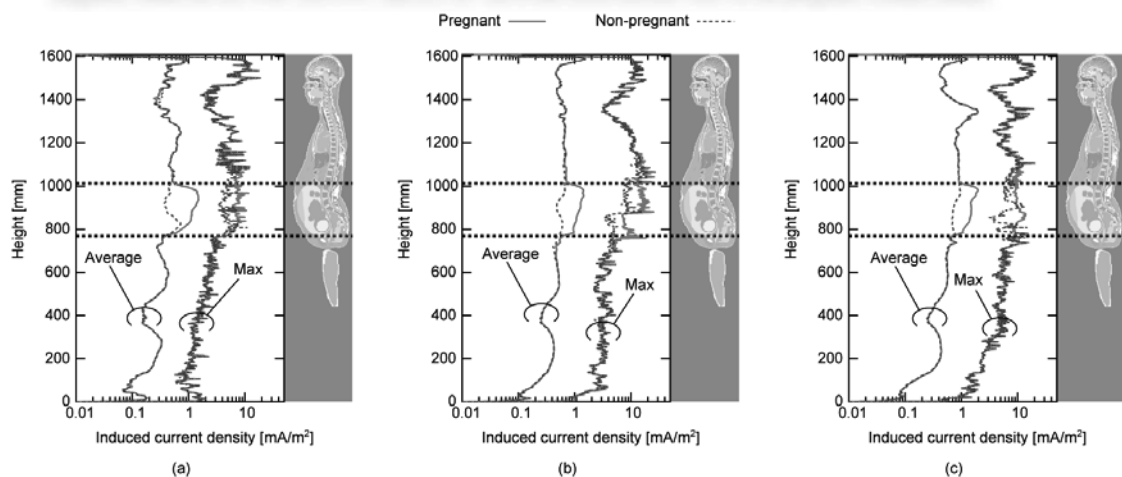 Pregnant Non-pregnant
1600
1400
1200
1000
800
600
400
200
0
Height [mm]
Average
Max
0.01 0.1 1 10
Induced current density [mA/m²]
(a)
1600
1400
1200
1000
800
600
400
200
0
Height [mm]
Average
Max
0.01 0.1 1 10
Induced current density [mA/m²]
(b)
1600
1400
1200
1000
800
600
400
200
0
Height [mm]
Average
Max
0.01 0.1 1 10
Induced current density [mA/m²]
(c)